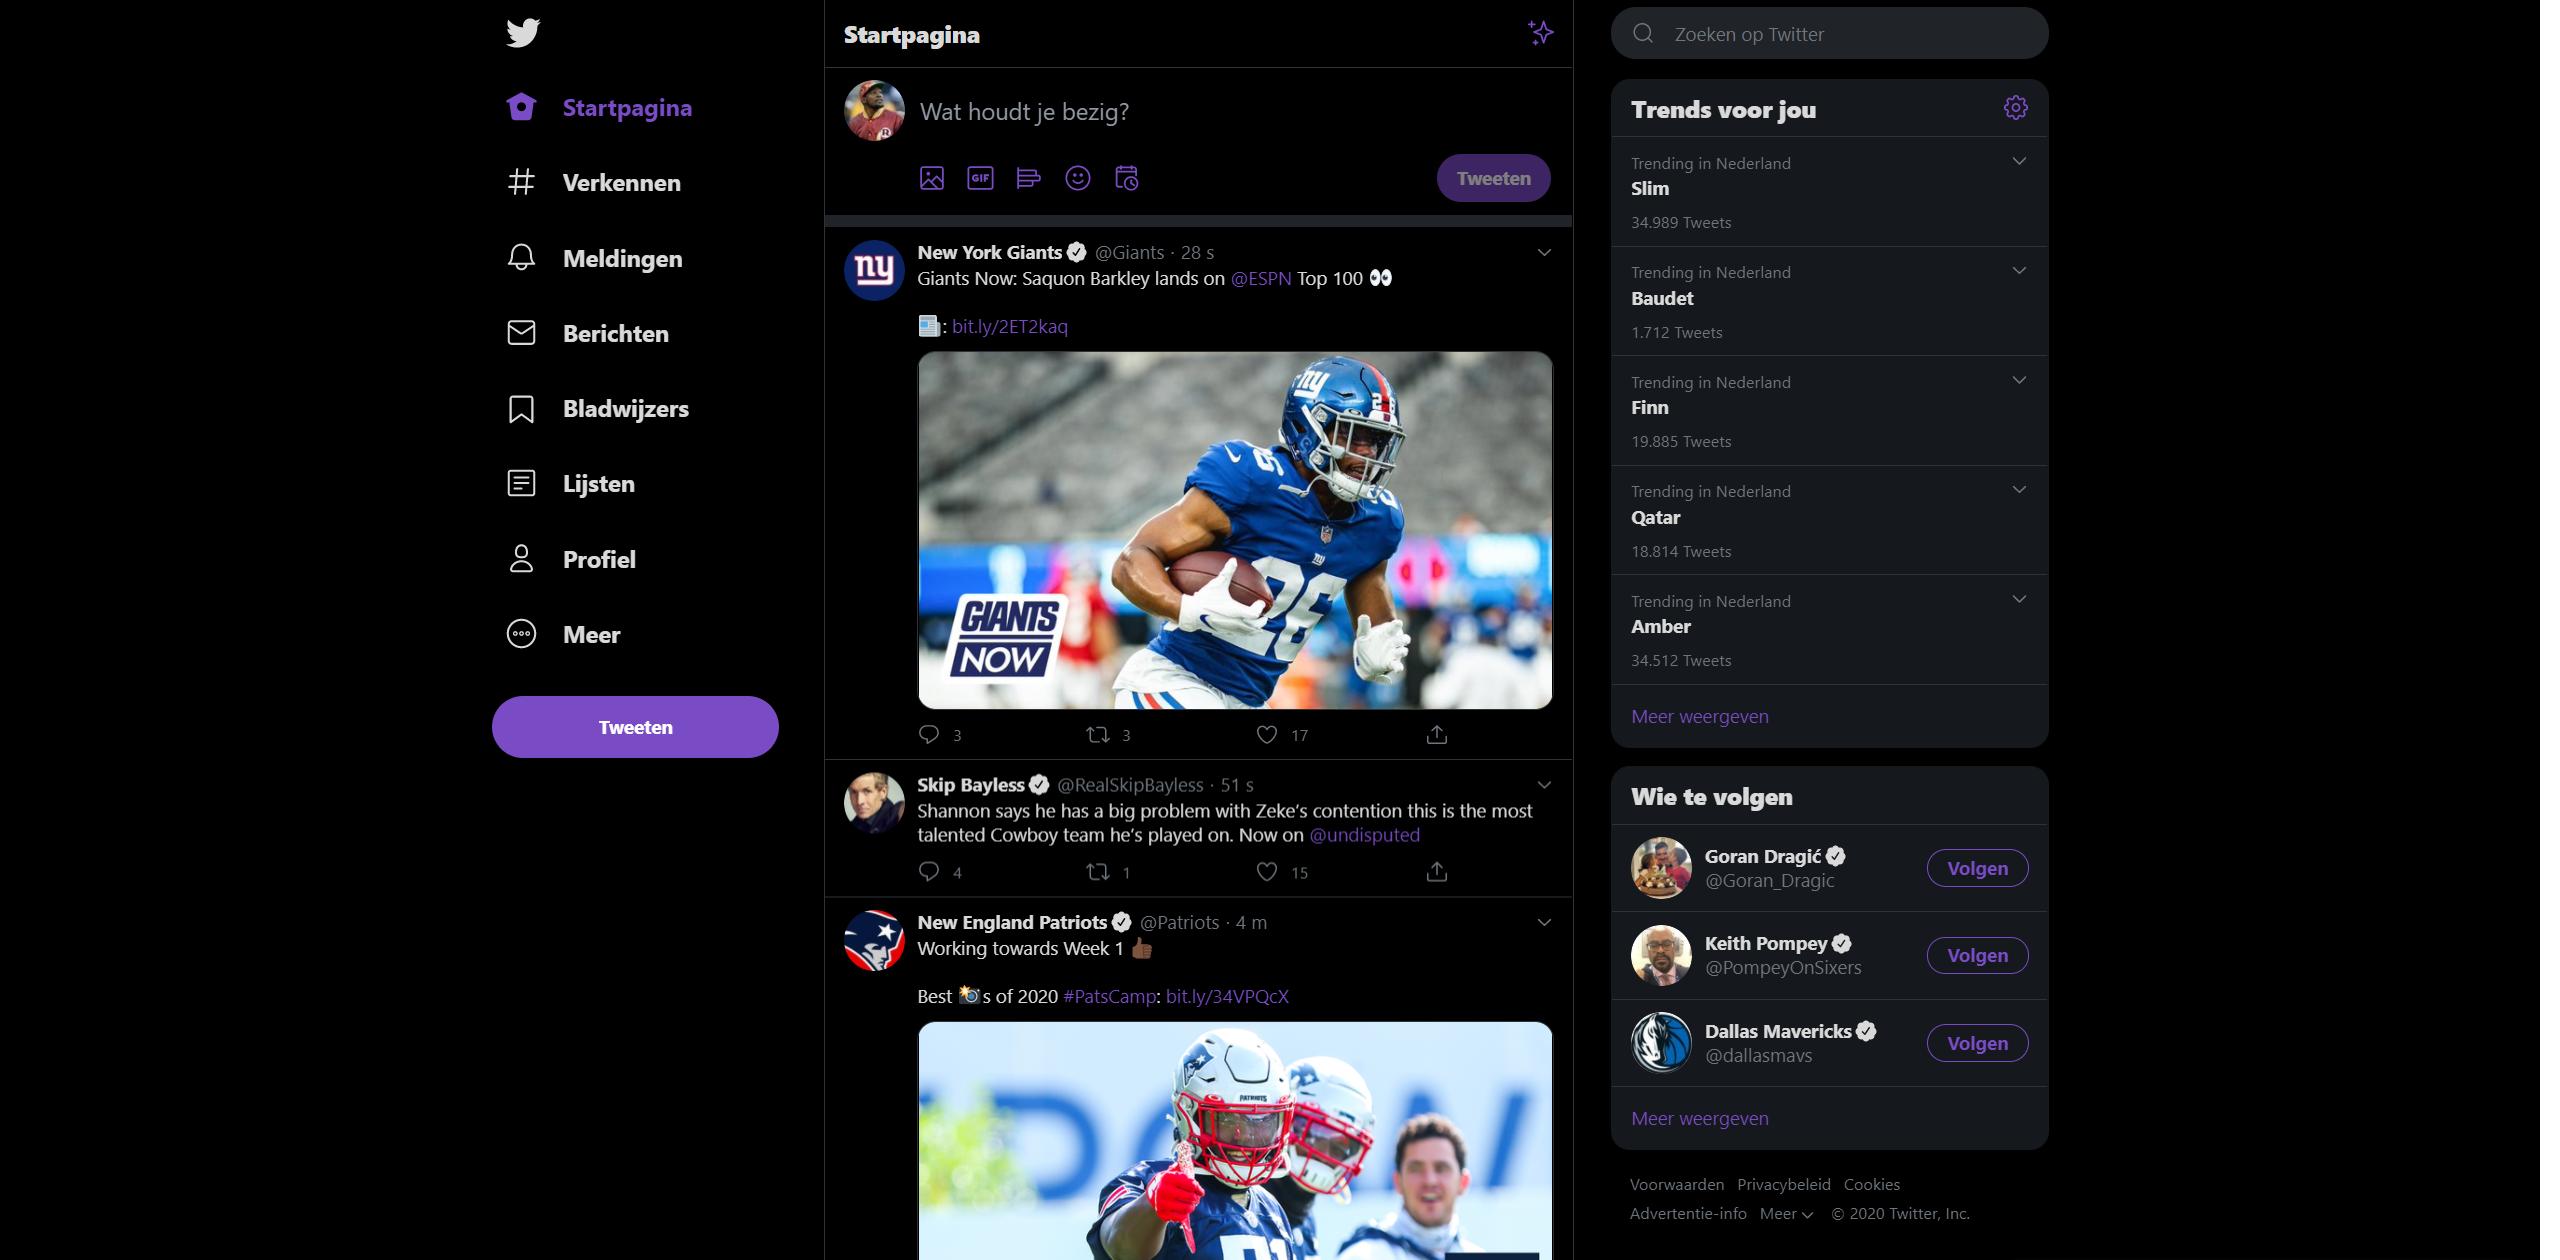 Startpagina
Verkennen
Meldingen
Berichten
Bladwijzers
Lijsten
Profiel
Meer
Tweeten
Startpagina
Wat houdt je bezig?
GIF
Tweeten
New York Giants @Giants · 28 s
Giants Now: Saquon Barkley lands on @ESPN Top 100 👀
📰: bit.ly/2ET2kaq
ny
ny
26
26
ny
26
GIANTS
NOW
3 3 17
Skip Bayless @RealSkipBayless · 51 s
Shannon says he has a big problem with Zeke’s contention this is the most
talented Cowboy team he’s played on. Now on @undisputed
4 1 15
New England Patriots @Patriots · 4 m
Working towards Week 1 👍🏾
Best 📸s of 2020 #PatsCamp: bit.ly/34VPQcX
PATRIOTS
Zoeken op Twitter
Trends voor jou
Trending in Nederland
Slim
34.989 Tweets
Trending in Nederland
Baudet
1.712 Tweets
Trending in Nederland
Finn
19.885 Tweets
Trending in Nederland
Qatar
18.814 Tweets
Trending in Nederland
Amber
34.512 Tweets
Meer weergeven
Wie te volgen
Goran Dragić
@Goran_Dragic
Volgen
Keith Pompey
@PompeyOnSixers
Volgen
Dallas Mavericks
@dallasmavs
Volgen
Meer weergeven
Voorwaarden Privacybeleid Cookies
Advertentie-info Meer © 2020 Twitter, Inc.